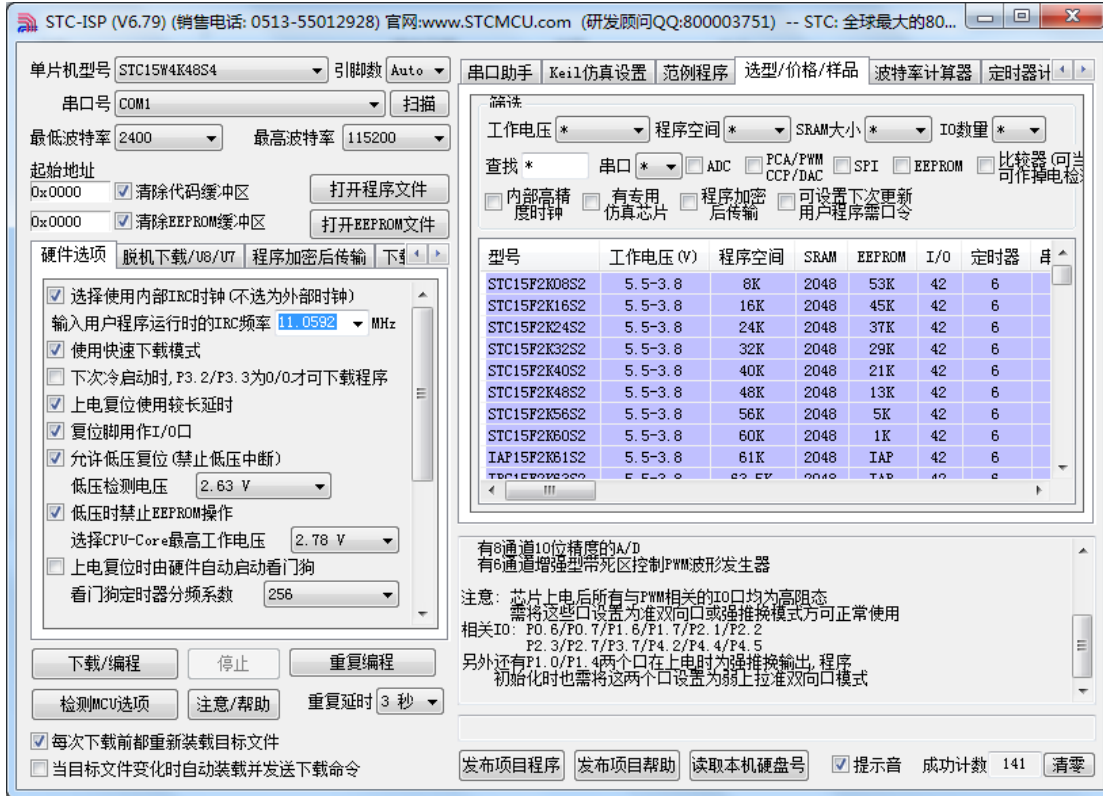 STC-ISP (V6.79) (销售电话: 0513-55012928) 官网:www.STCMCU.com (研发顾问QQ:800003751) -- STC: 全球最大的80...
单片机型号 STC15W4K48S4 引脚数 Auto
串口号 COM1 扫描
最低波特率 2400 最高波特率 115200
起始地址
0x0000 清除代码缓冲区 打开程序文件
0x0000 清除EEPROM缓冲区 打开EEPROM文件
硬件选项 脱机下载/U8/U7 程序加密后传输
选择使用内部IRC时钟(不选为外部时钟)
输入用户程序运行时的IRC频率 11.0592 MHz
使用快速下载模式
下次冷启动时,P3.2/P3.3为0/0才可下载程序
上电复位使用较长延时
复位脚用作I/O口
允许低压复位(禁止低压中断)
低压检测电压 2.63 V
低压时禁止EEPROM操作
选择CPU-Core最高工作电压 2.78 V
上电复位时由硬件自动启动看门狗
看门狗定时器分频系数 256
下载/编程 停止 重复编程
检测MCU选项 注意/帮助 重复延时 3 秒
每次下载前都重新装载目标文件
当目标文件变化时自动装载并发送下载命令
串口助手 Keil仿真设置 范例程序 选型/价格/样品 波特率计算器 定时器计
筛选
工作电压 * 程序空间 * SRAM大小 * IO数量 *
查找 * 串口 * ADC PCA/PWM CCP/DAC SPI EEPROM 比较器(可当 可作掉电检
内部高精度时钟 有专用仿真芯片 程序加密后传输 可设置下次更新用户程序需口令
型号 工作电压(V) 程序空间 SRAM EEPROM I/O 定时器 串
STC15F2K08S2 5.5-3.8 8K 2048 53K 42 6
STC15F2K16S2 5.5-3.8 16K 2048 45K 42 6
STC15F2K24S2 5.5-3.8 24K 2048 37K 42 6
STC15F2K32S2 5.5-3.8 32K 2048 29K 42 6
STC15F2K40S2 5.5-3.8 40K 2048 21K 42 6
STC15F2K48S2 5.5-3.8 48K 2048 13K 42 6
STC15F2K56S2 5.5-3.8 56K 2048 5K 42 6
STC15F2K60S2 5.5-3.8 60K 2048 1K 42 6
IAP15F2K61S2 5.5-3.8 61K 2048 IAP 42 6
有8通道10位精度的A/D
有6通道增强型带死区控制PWM波形发生器
注意: 芯片上电后所有与PWM相关的IO口均为高阻态
需将这些口设置为准双向口或强推换模式方可正常使用
相关IO: P0.6/P0.7/P1.6/P1.7/P2.1/P2.2
P2.3/P2.7/P3.7/P4.2/P4.4/P4.5
另外还有P1.0/P1.4两个口在上电时为强推换输出,程序
初始化时也需将这两个口设置为弱上拉准双向口模式
发布项目程序 发布项目帮助 读取本机硬盘号 提示音 成功计数 141 清零